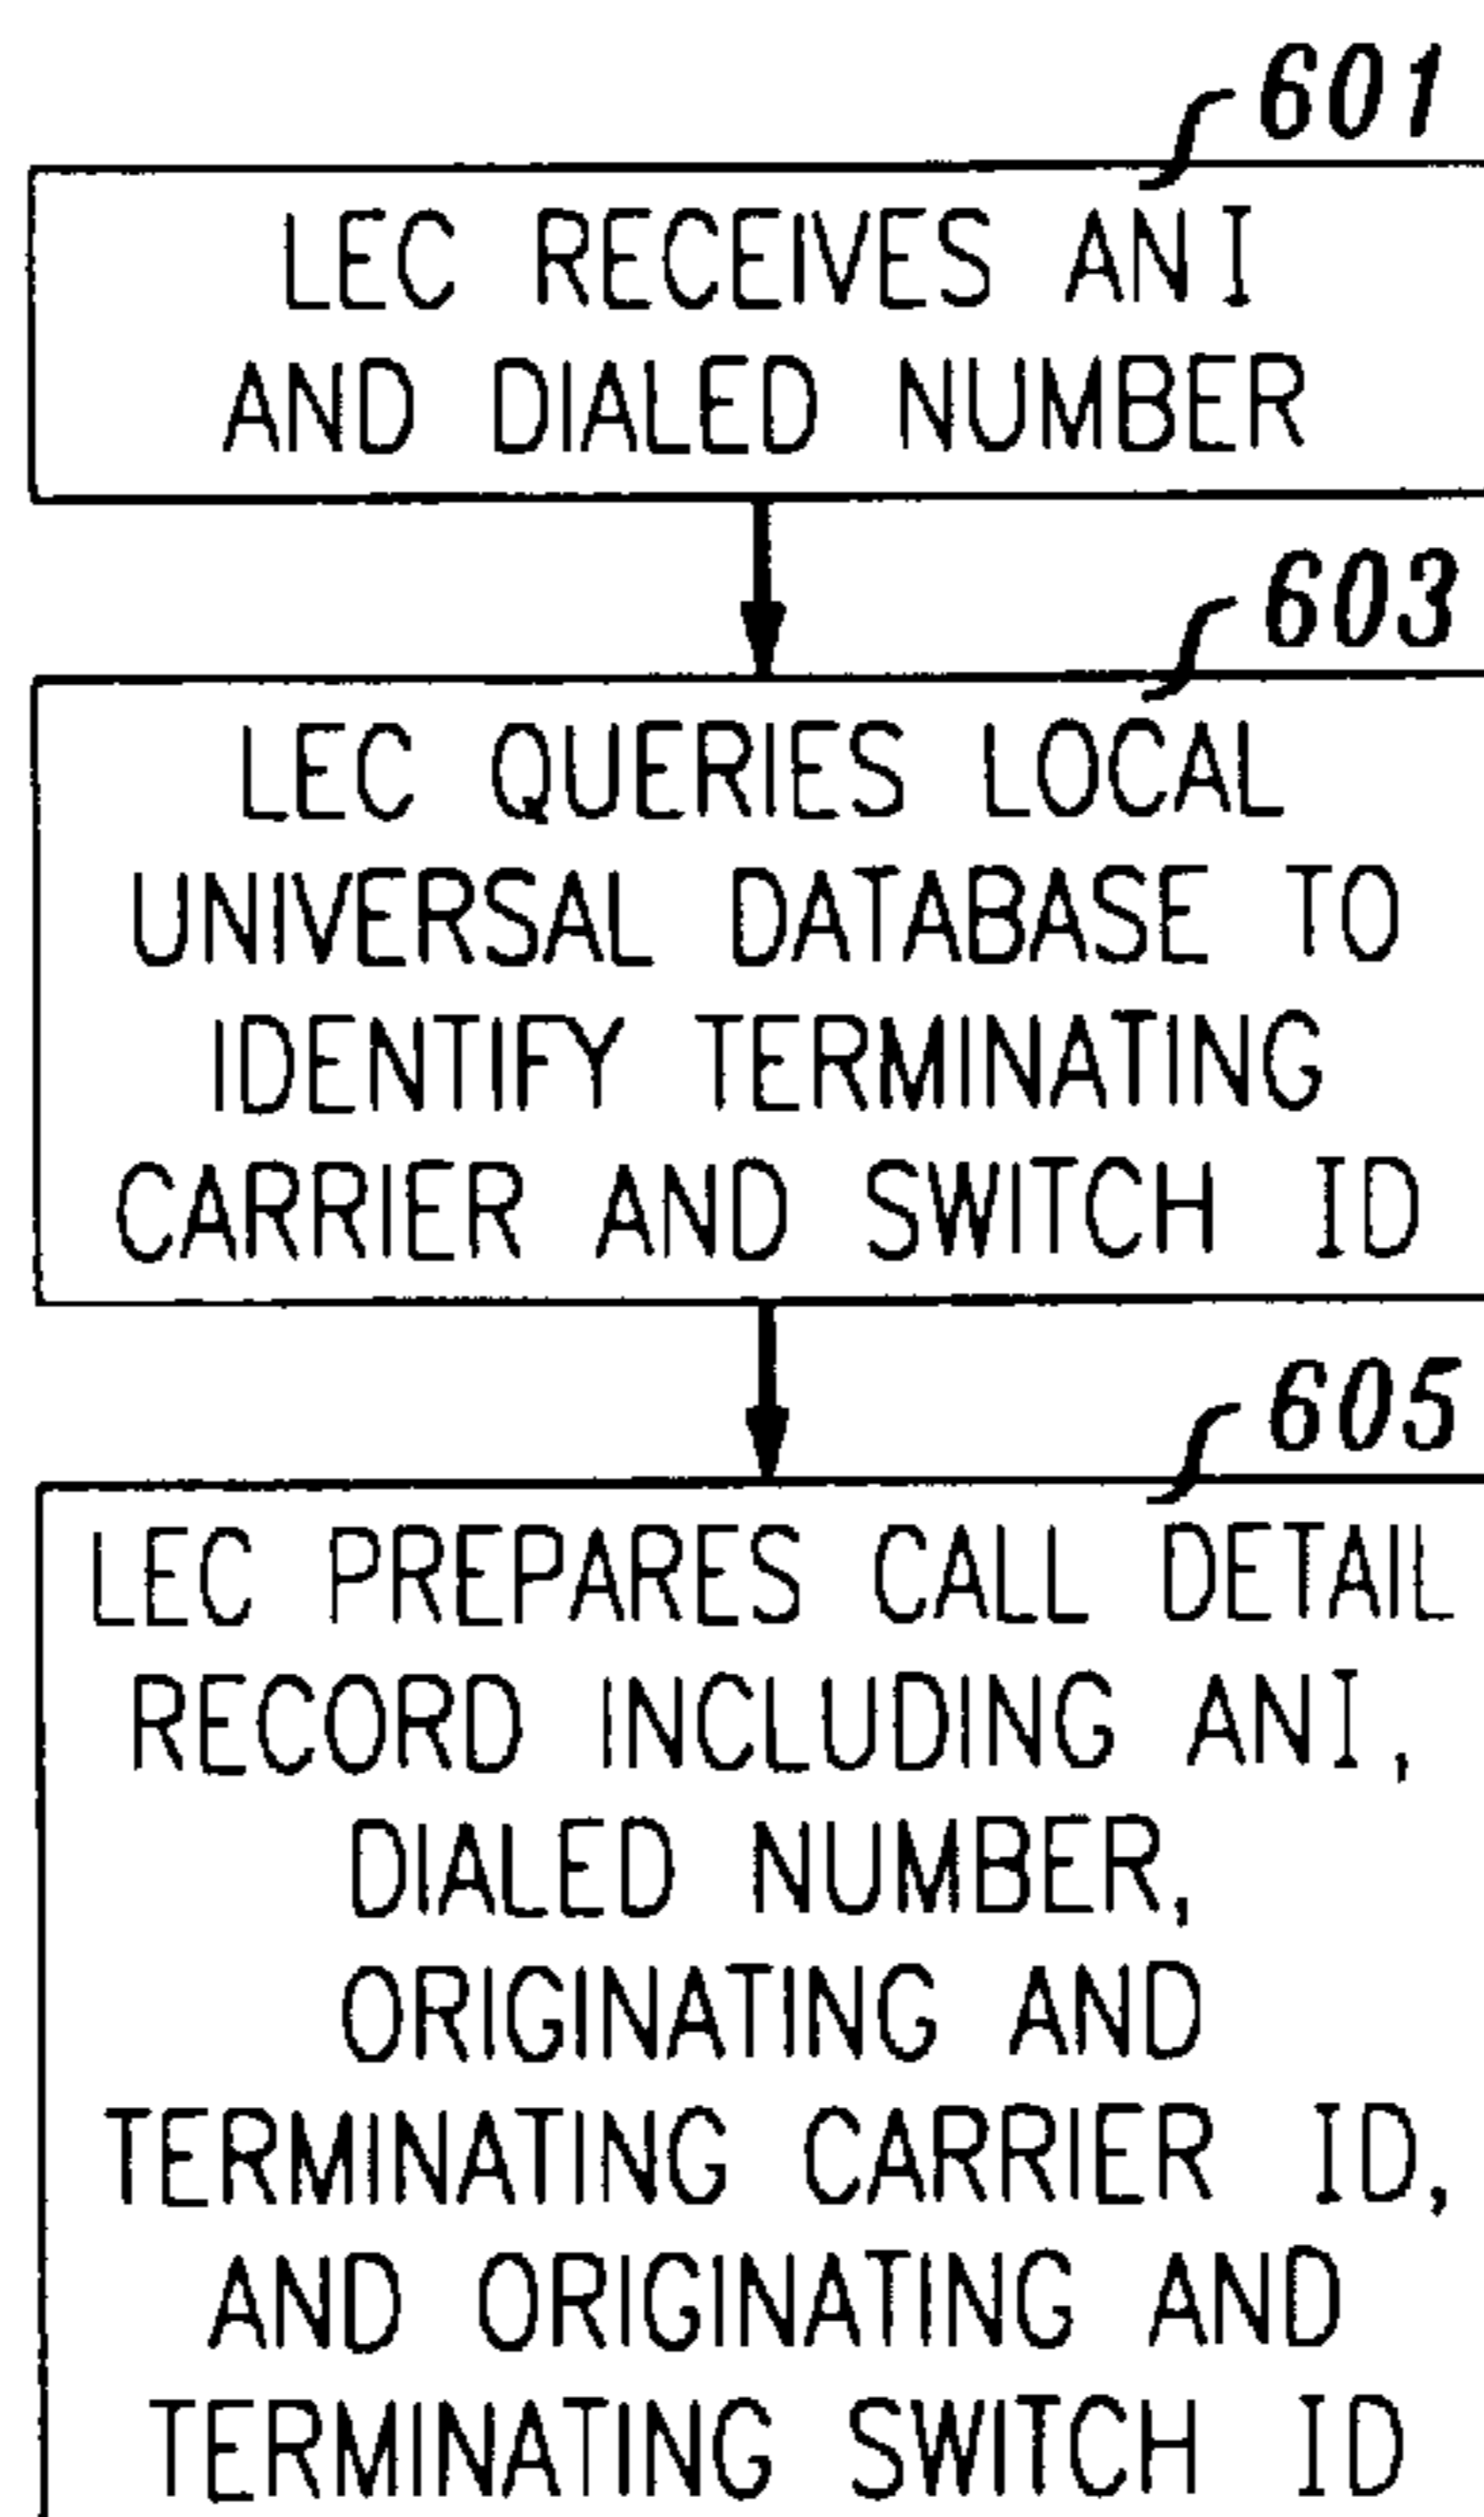 601
LEC RECEIVES ANI
AND DIALED NUMBER
603
LEC QUERIES LOCAL
UNIVERSAL DATABASE TO
IDENTIFY TERMINATING
CARRIER AND SWITCH ID
605
LEC PREPARES CALL DETAIL
RECORD INCLUDING ANI,
DIALED NUMBER,
ORIGINATING AND
TERMINATING CARRIER ID,
AND ORIGINATING AND
TERMINATING SWITCH ID